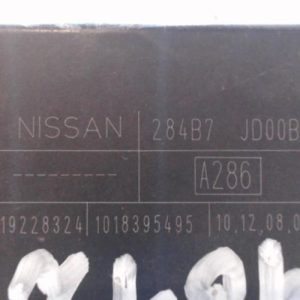 NISSAN 284B7 JD00B
--------- A286
19228324 1018395495 10,12,08,0